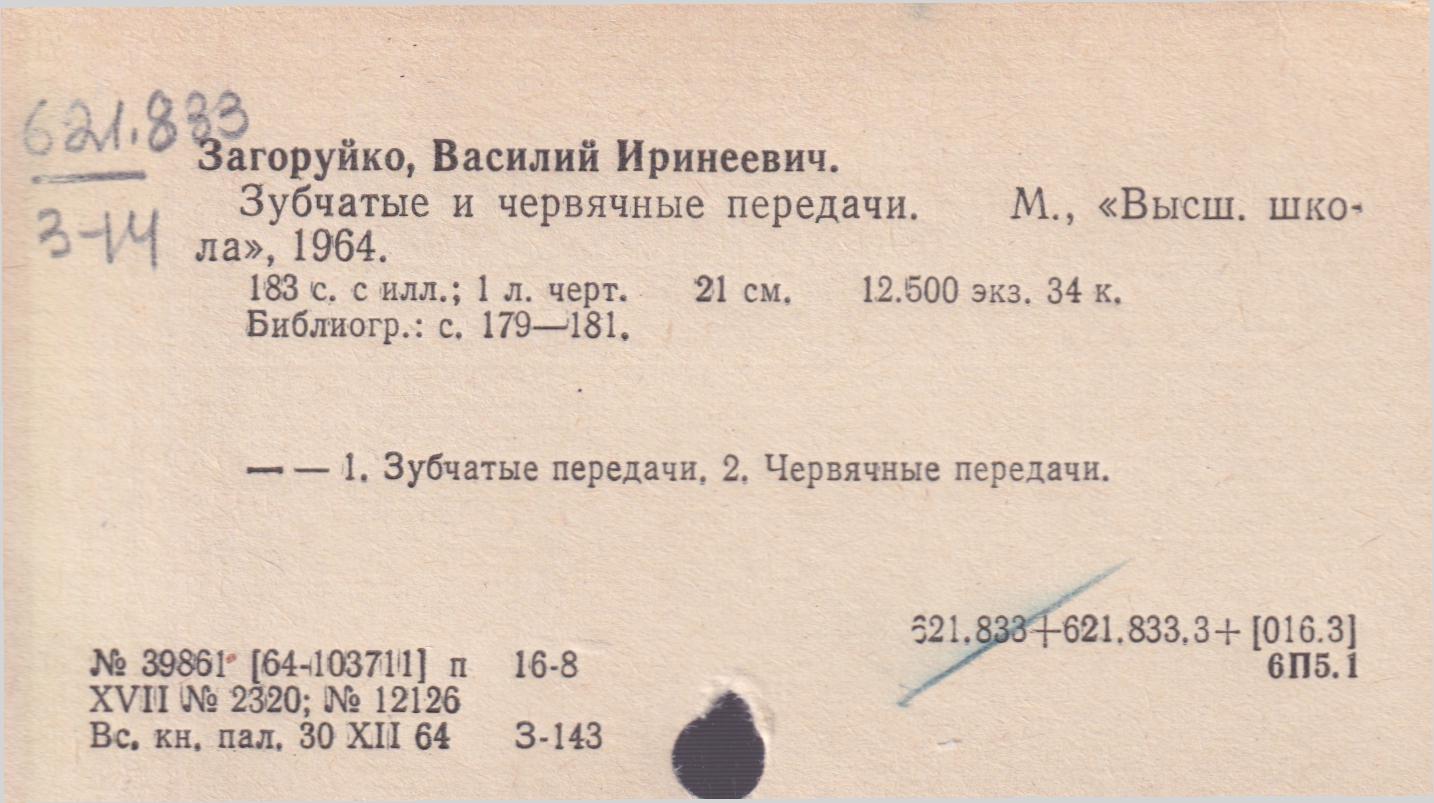 621.833
З-14
Загоруйко, Василий Иринеевич.
Зубчатые и червячные передачи. М., «Высш. шко-
ла», 1964.
183 с. с илл.; 1 л. черт. 21 см. 12.500 экз. 34 к.
Библиогр.: с. 179—181.
— — 1. Зубчатые передачи. 2. Червячные передачи.
621.833+621.833.3+ [016.3]
6П5.1
№ 39861 [64-103711] п 16-8
XVII № 2320; № 12126
Вс. кн. пал. 30 XII 64 З-143